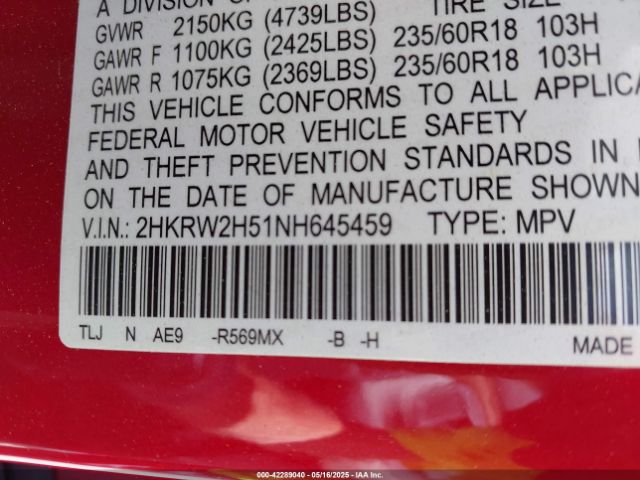 A DIVISION OF
TIRE SIZE
GVWR 2150KG (4739LBS)
GAWR F 1100KG (2425LBS) 235/60R18 103H
GAWR R 1075KG (2369LBS) 235/60R18 103H
THIS VEHICLE CONFORMS TO ALL APPLICA
FEDERAL MOTOR VEHICLE SAFETY
AND THEFT PREVENTION STANDARDS IN
ON THE DATE OF MANUFACTURE SHOWN
V.I.N.: 2HKRW2H51NH645459 TYPE: MPV
TLJ N AE9 -R569MX -B -H
MADE
000-42289040 - 05/16/2025 - IAA Inc.